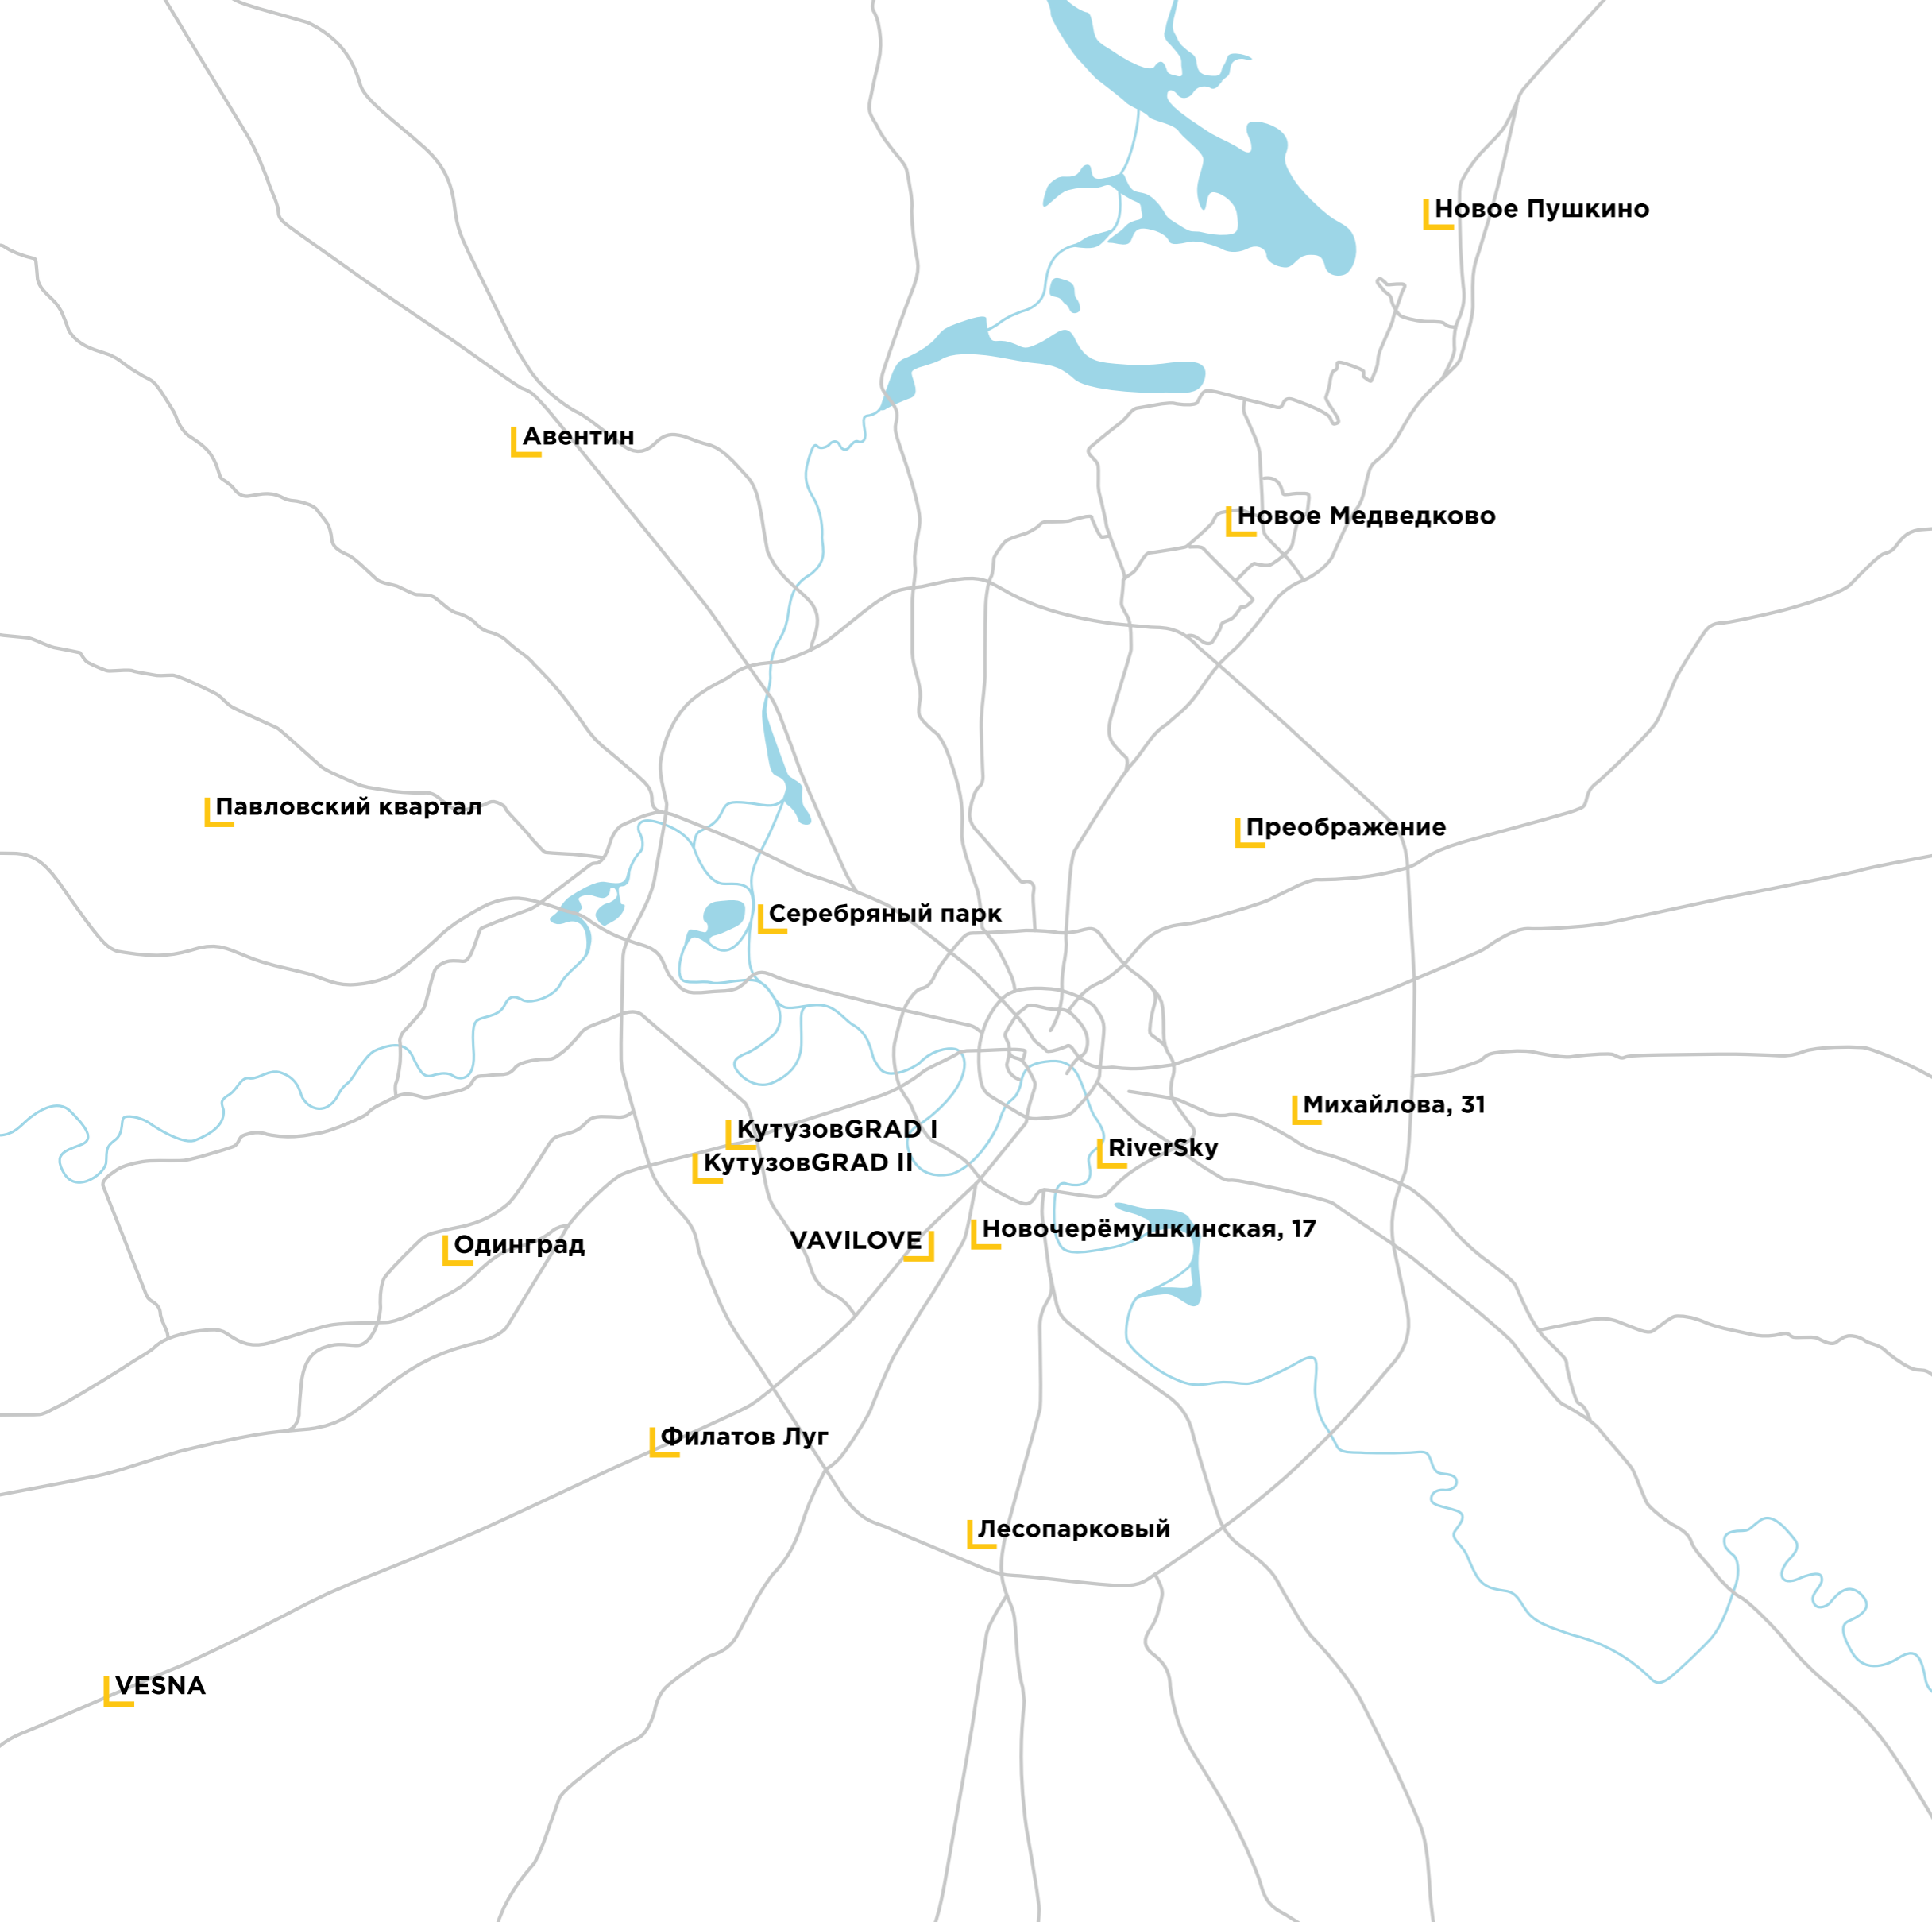 Новое Пушкино
Авентин
Новое Медведково
Павловский квартал
Преображение
Серебряный парк
Михайлова, 31
КутузовGRAD I
RiverSky
КутузовGRAD II
Новочерёмушкинская, 17
VAVILOVE
Одинград
Филатов Луг
Лесопарковый
VESNA